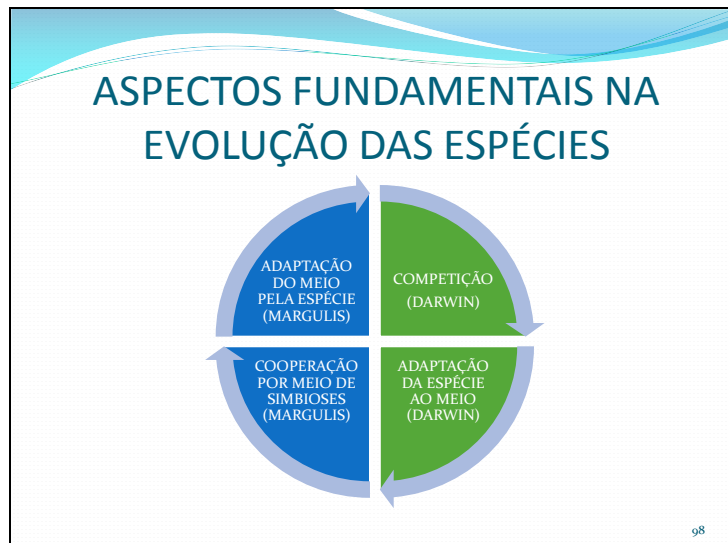 ASPECTOS FUNDAMENTAIS NA
EVOLUÇÃO DAS ESPÉCIES
ADAPTAÇÃO
DO MEIO
PELA ESPÉCIE
(MARGULIS)
COMPETIÇÃO
(DARWIN)
COOPERAÇÃO
POR MEIO DE
SIMBIOSES
(MARGULIS)
ADAPTAÇÃO
DA ESPÉCIE
AO MEIO
(DARWIN)
98